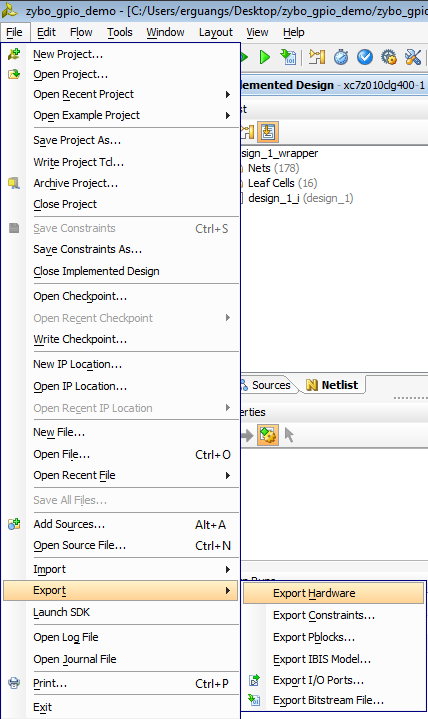 zybo_gpio_demo - [C:/Users/erguangs/Desktop/zybo_gpio_demo/zybo_gpio
File Edit Flow Tools Window Layout View Help
New Project...
Open Project...
Open Recent Project
Open Example Project
Save Project As...
Write Project Tcl...
Archive Project...
Close Project
Save Constraints Ctrl+S
Save Constraints As...
Close Implemented Design
Open Checkpoint...
Open Recent Checkpoint
Write Checkpoint...
New IP Location...
Open IP Location...
Open Recent IP Location
New File...
Open File... Ctrl+O
Open Recent File
Save All Files...
Add Sources... Alt+A
Open Source File... Ctrl+N
Import
Export
Launch SDK
Open Log File
Open Journal File
Print... Ctrl+P
Exit
lemented Design - xc7z010clg400-1
st
sign_1_wrapper
Nets (178)
Leaf Cells (16)
design_1_i (design_1)
Sources Netlist
erties
Export Hardware
Export Constraints...
Export Pblocks...
Export IBIS Model...
Export I/O Ports...
Export Bitstream File...